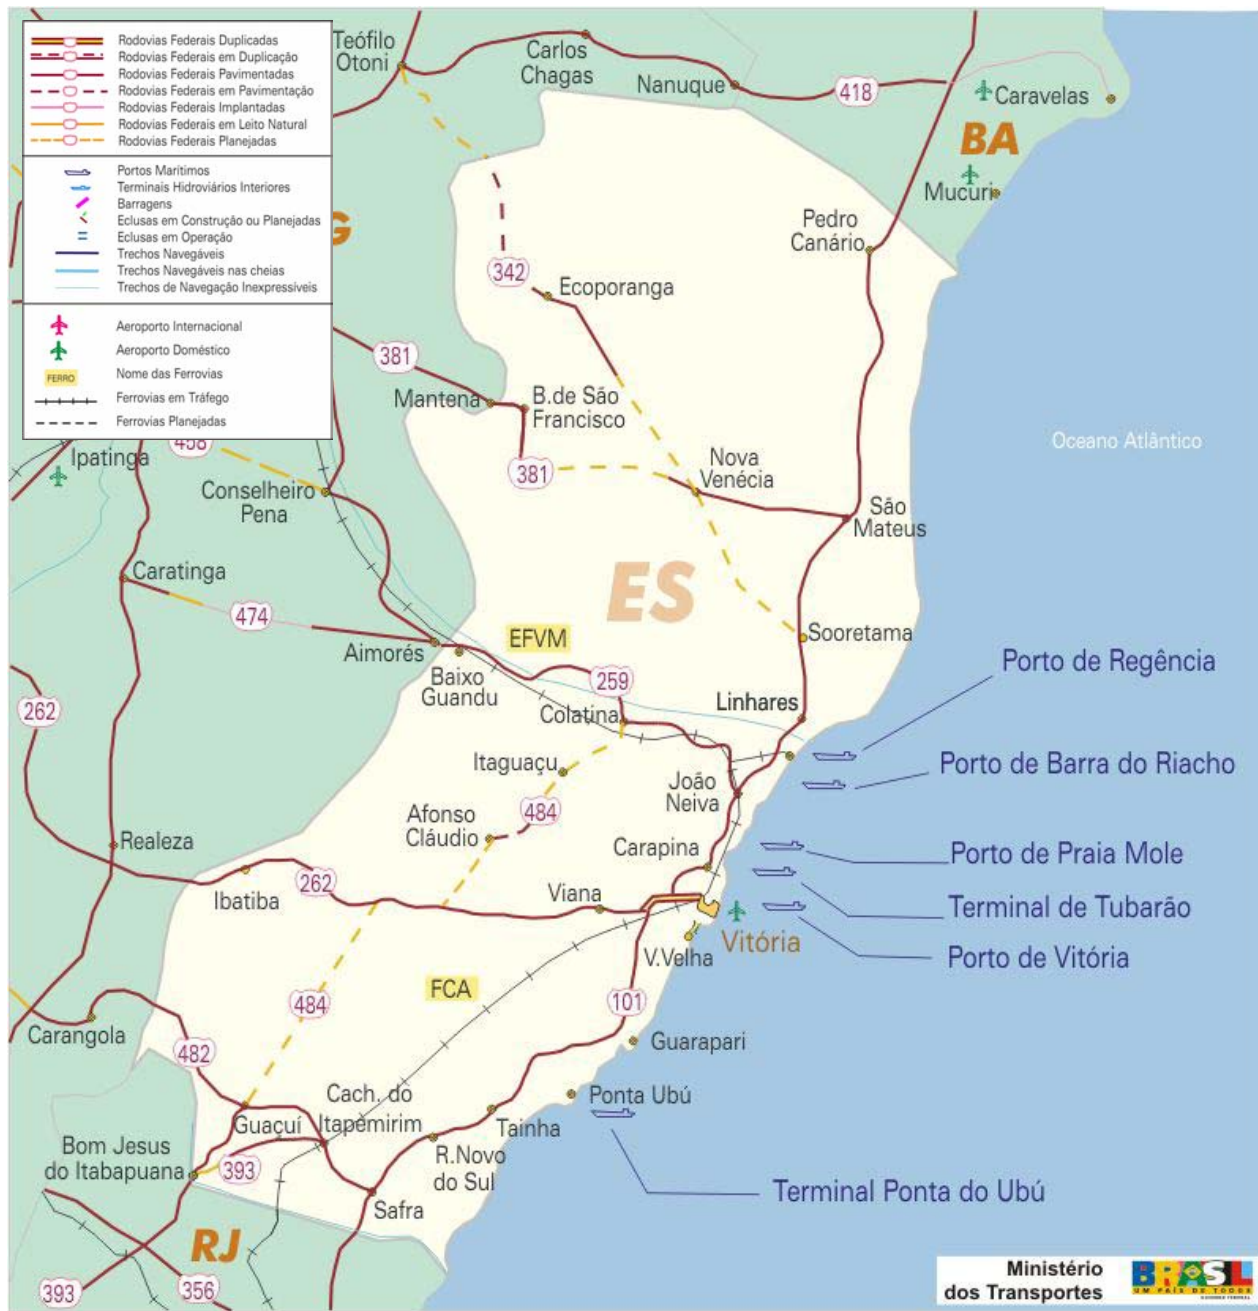 Rodovias Federais Duplicadas
Rodovias Federais em Duplicação
Rodovias Federais Pavimentadas
Rodovias Federais em Pavimentação
Rodovias Federais Implantadas
Rodovias Federais em Leito Natural
Rodovias Federais Planejadas
Portos Marítimos
Terminais Hidroviários Interiores
Barragens
Eclusas em Construção ou Planejadas
Eclusas em Operação
Trechos Navegáveis
Trechos Navegáveis nas cheias
Trechos de Navegação Inexpressíveis
Aeroporto Internacional
Aeroporto Doméstico
FERRO
Nome das Ferrovias
Ferrovias em Tráfego
Ferrovias Planejadas
Teófilo
Otoni
Carlos
Chagas
Nanuque
418
Caravelas
BA
Mucuri
G
Pedro
Canário
342
Ecoporanga
381
Mantena
B.de São
Francisco
381
Nova
Venécia
São
Mateus
Oceano Atlântico
458
Ipatinga
Conselheiro
Pena
Caratinga
474
ES
Aimorés
EFVM
Sooretama
Baixo
Guandu
259
Colatina
Linhares
Porto de Regência
262
Itaguaçu
João
Neiva
Porto de Barra do Riacho
484
Afonso
Cláudio
Realeza
Carapina
Porto de Praia Mole
262
Ibatiba
Viana
Terminal de Tubarão
Vitória
V.Velha
Porto de Vitória
FCA
484
101
Carangola
482
Guarapari
Cach. do
Itapemirim
Ponta Ubú
Guaçuí
Tainha
Bom Jesus
do Itabapuana
393
R.Novo
do Sul
Safra
Terminal Ponta do Ubú
RJ
393
356
Ministério
dos Transportes
BRASIL
UM PAÍS DE TODOS
GOVERNO FEDERAL